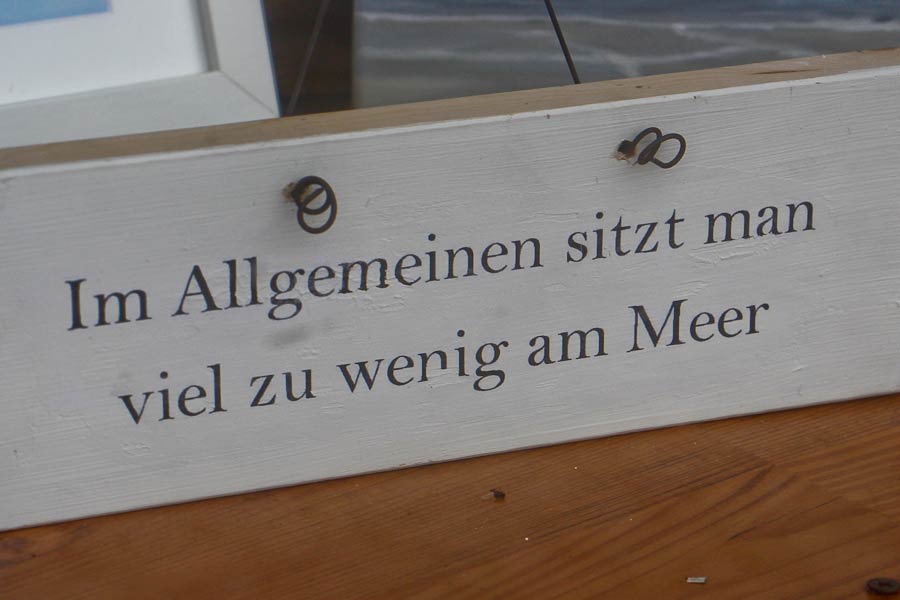 Im Allgemeinen sitzt man
viel zu wenig am Meer